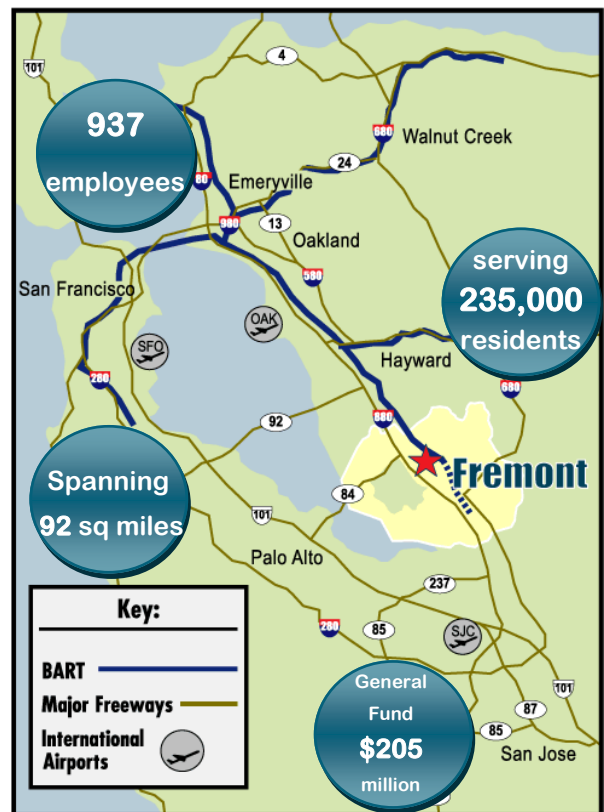 4
101
937
employees
680
Walnut Creek
24
80
Emeryville
980
13
Oakland
580
serving
235,000
residents
San Francisco
OAK
SFO
Hayward
280
680
880
92
Spanning
92 sq miles
Fremont
84
101
Palo Alto
237
Key:
BART
Major Freeways
International
Airports
280
85
SJC
General
Fund
$205
million
101
87
85
San Jose